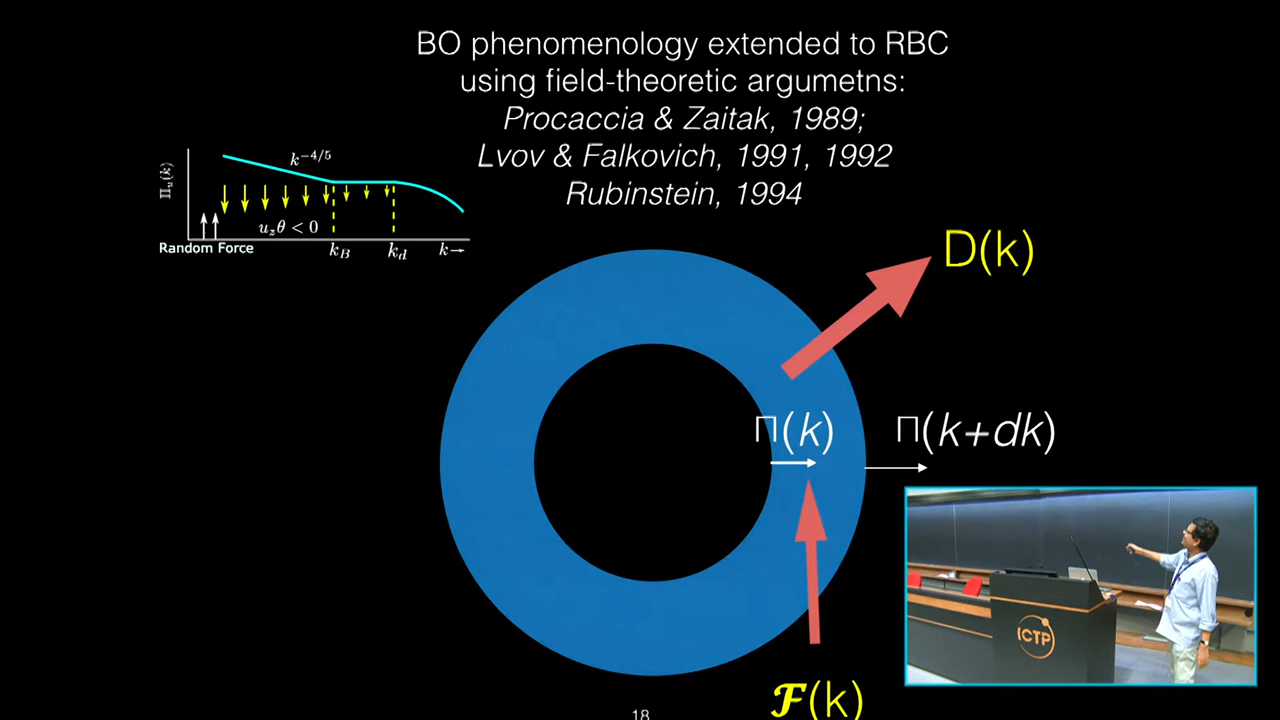 BO phenomenology extended to RBC
using field-theoretic argumetns:
Procaccia & Zaitak, 1989;
Lvov & Falkovich, 1991, 1992
Rubinstein, 1994
Π_u(k)
k^{-4/5}
u_zθ < 0
Random Force
k_B
k_d
k→
D(k)
Π(k)
Π(k+dk)
ICTP
F(k)
18